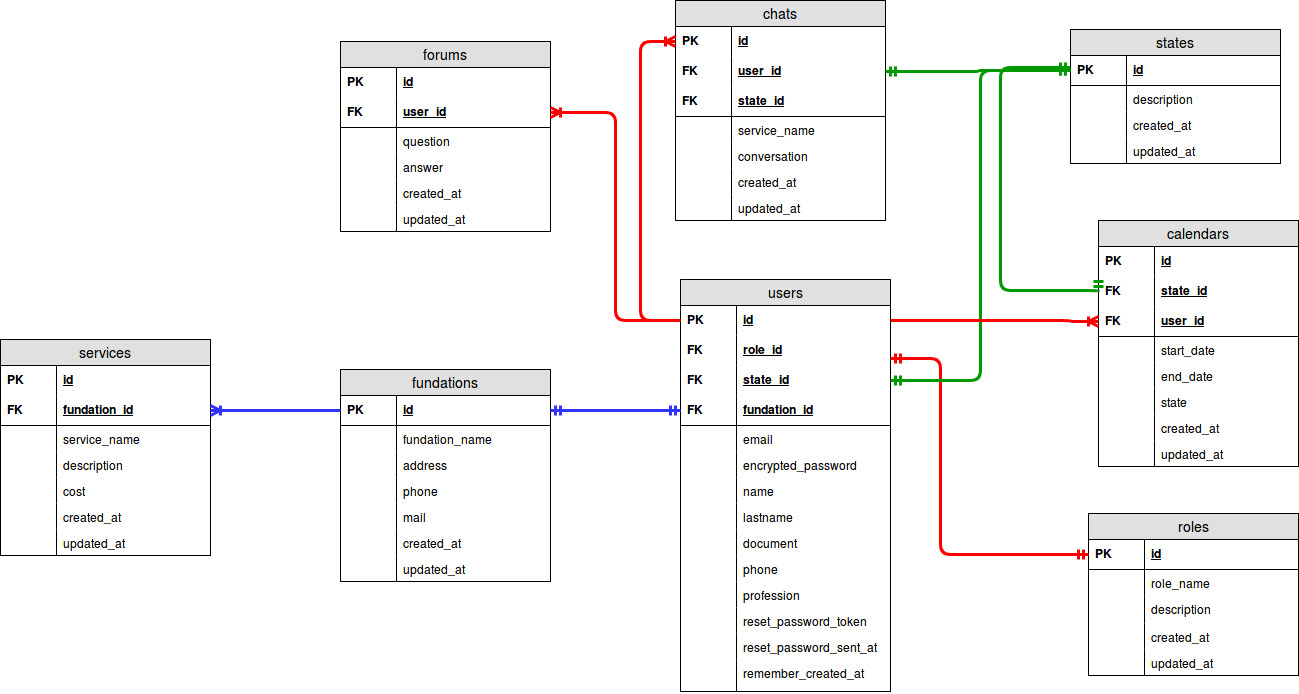 chats
PK id
FK user_id
FK state_id
service_name
conversation
created_at
updated_at
states
PK id
description
created_at
updated_at
forums
PK id
FK user_id
question
answer
created_at
updated_at
calendars
PK id
FK state_id
FK user_id
start_date
end_date
state
created_at
updated_at
users
PK id
FK role_id
FK state_id
FK fundation_id
email
encrypted_password
name
lastname
document
phone
profession
reset_password_token
reset_password_sent_at
remember_created_at
services
PK id
FK fundation_id
service_name
description
cost
created_at
updated_at
fundations
PK id
fundation_name
address
phone
mail
created_at
updated_at
roles
PK id
role_name
description
created_at
updated_at